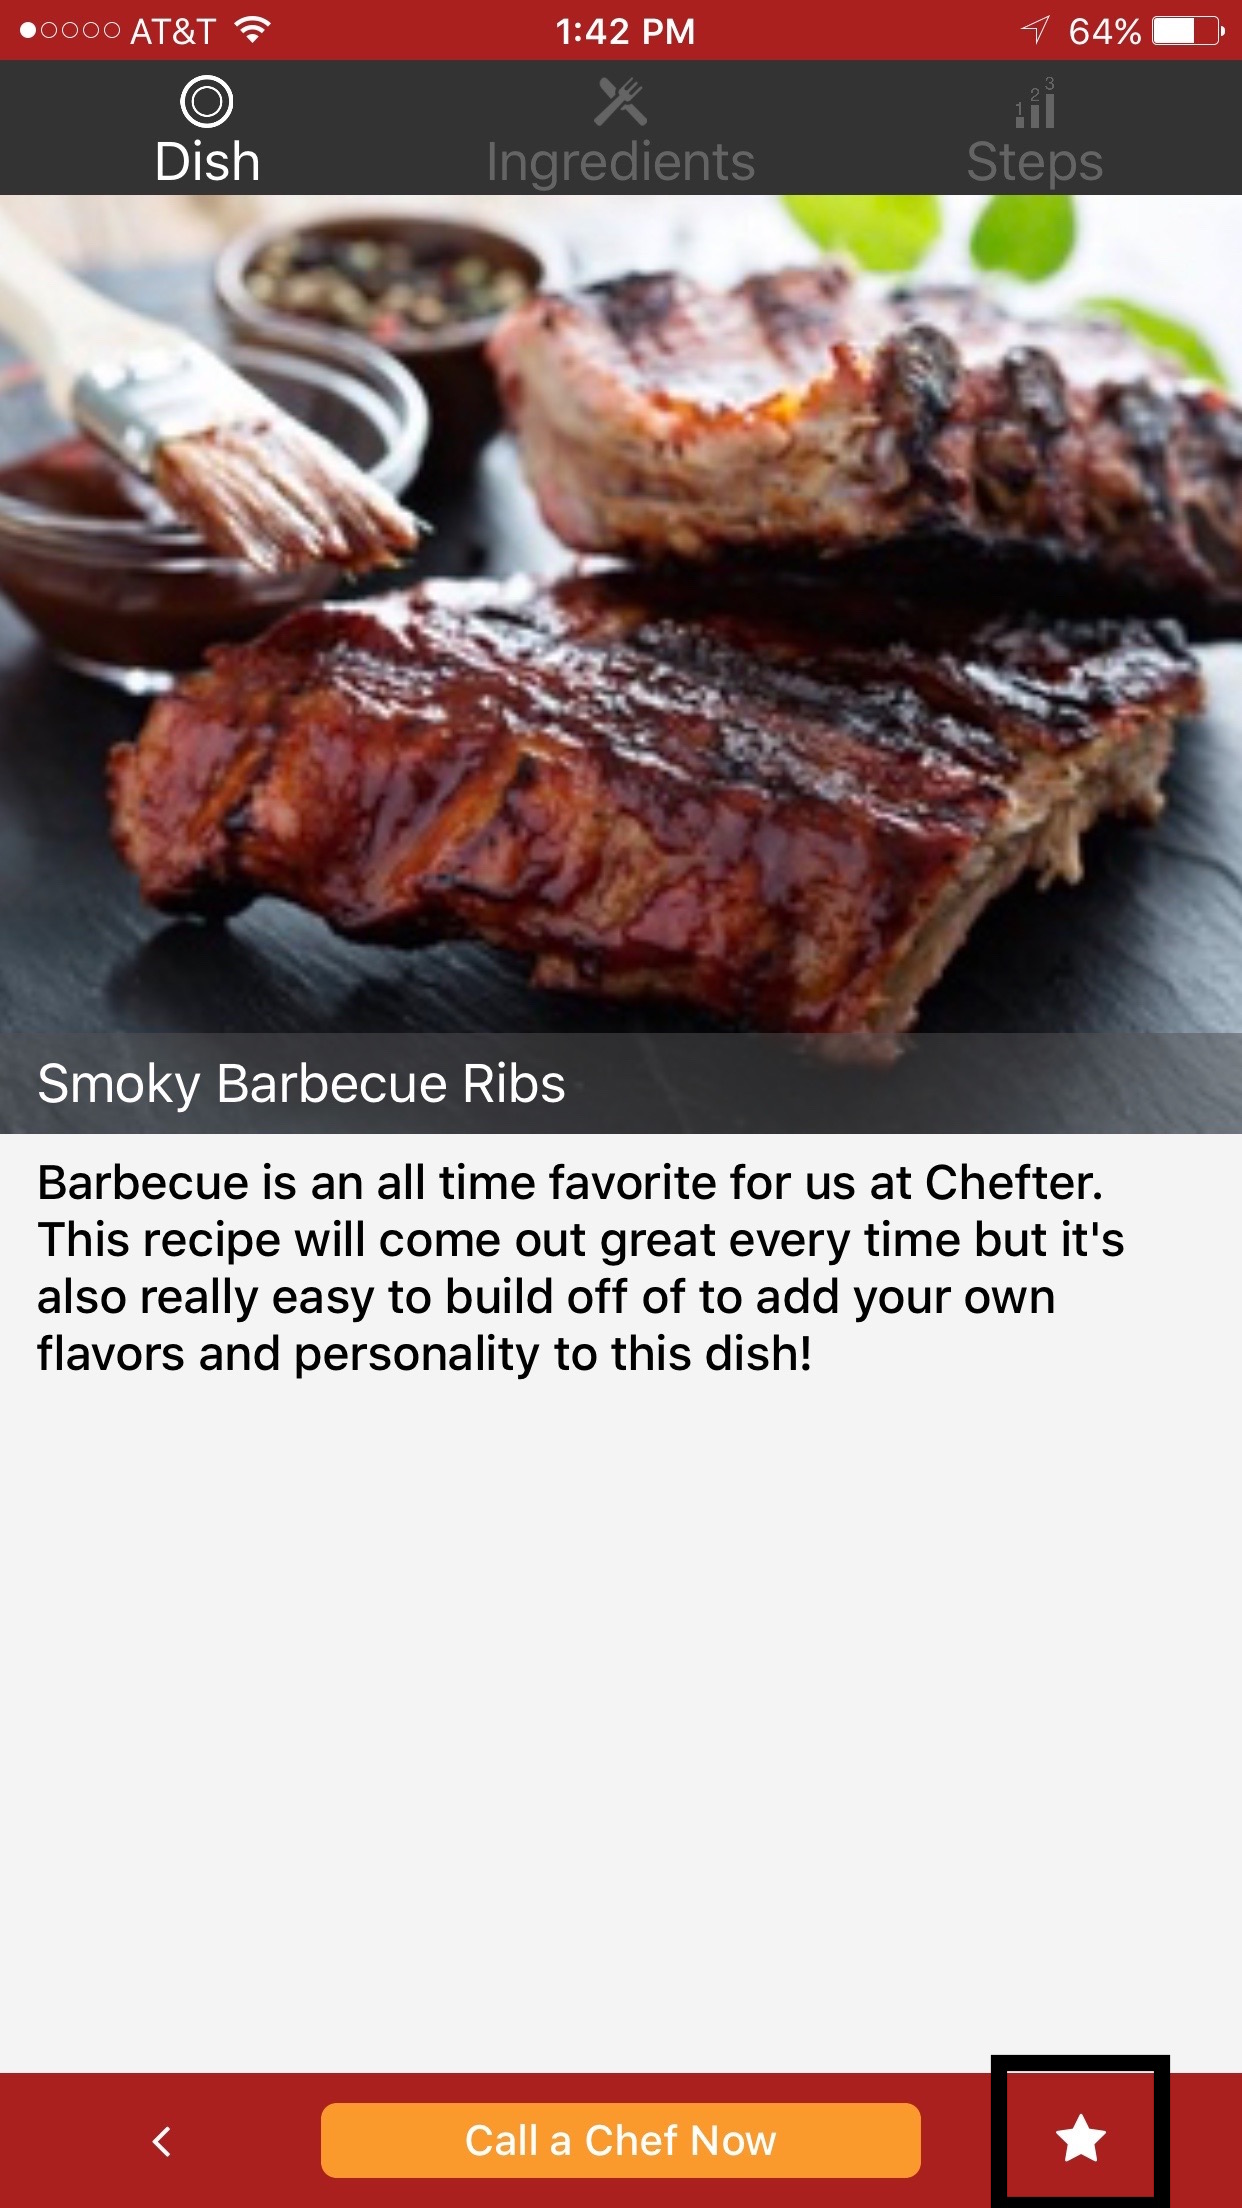 AT&T 1:42 PM 64%
Dish Ingredients 1 2 3 Steps
Smoky Barbecue Ribs
Barbecue is an all time favorite for us at Chefter.
This recipe will come out great every time but it's
also really easy to build off of to add your own
flavors and personality to this dish!
Call a Chef Now